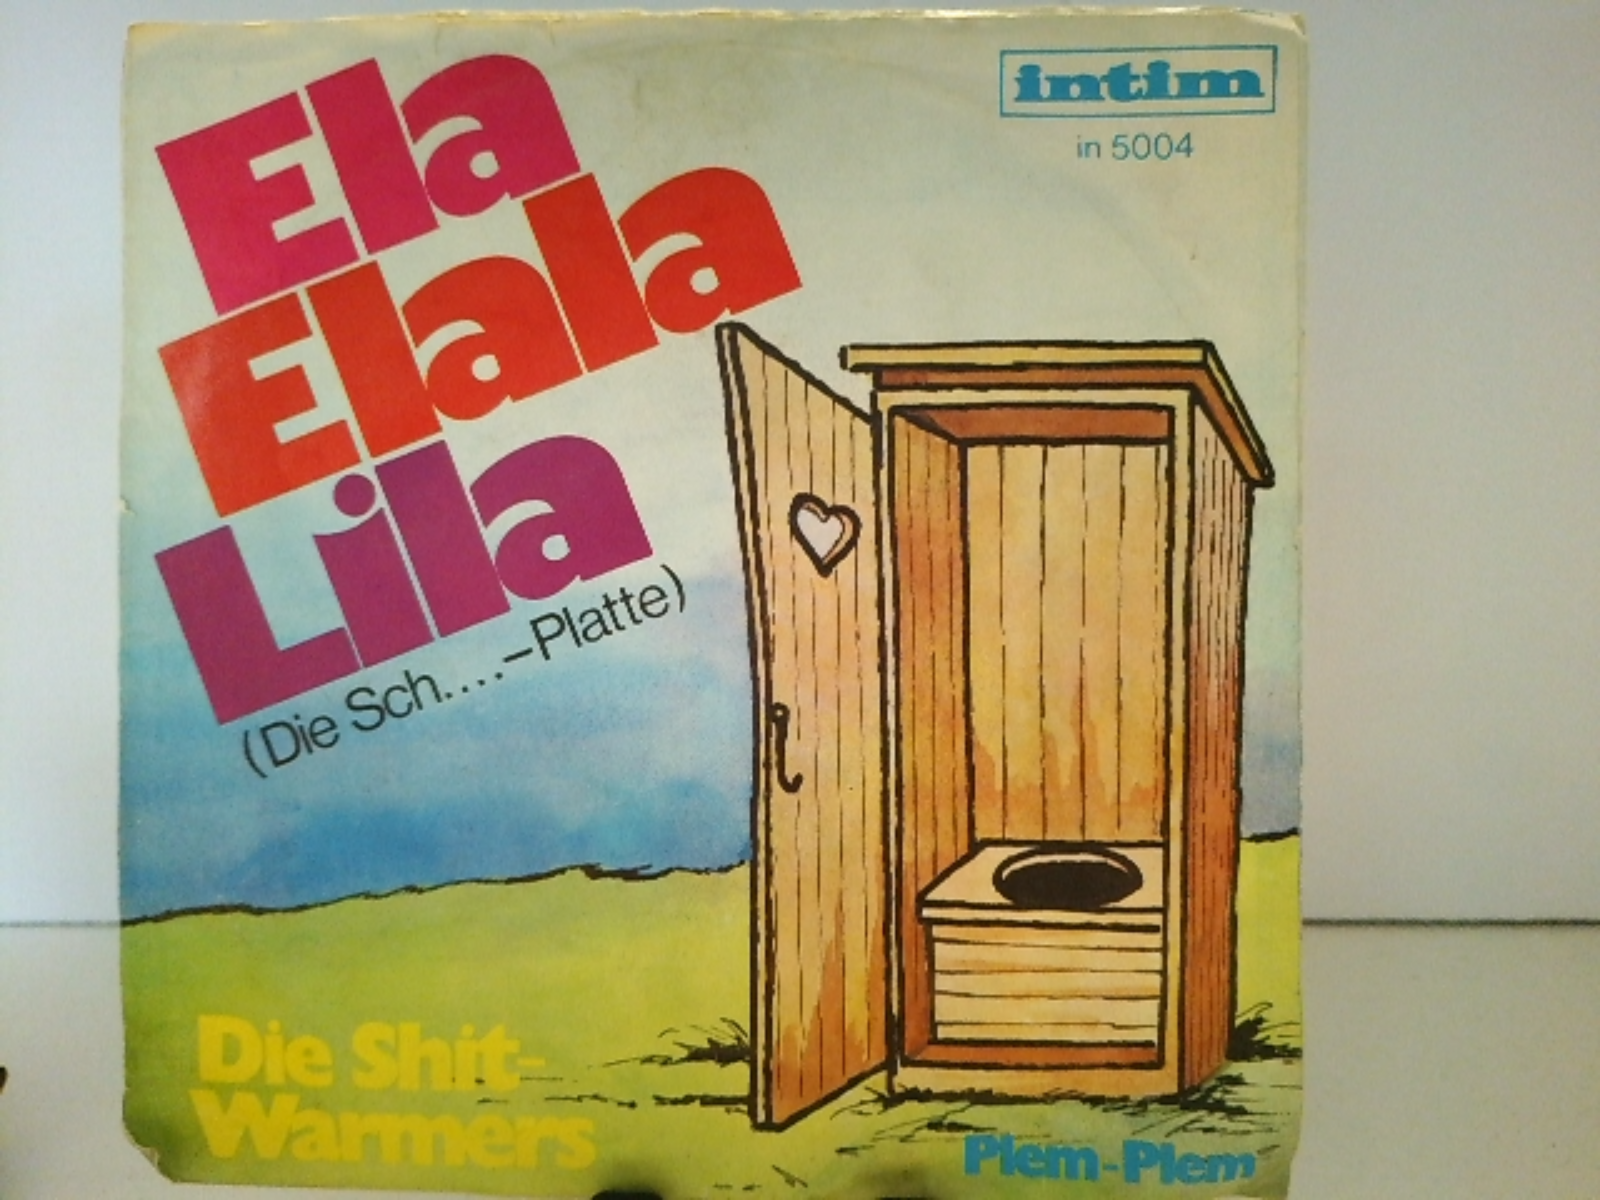 Ela
Elala
Lila
(Die Sch....-Platte)
intim
in 5004
Die Shit-
Warmers
Plem-Plem